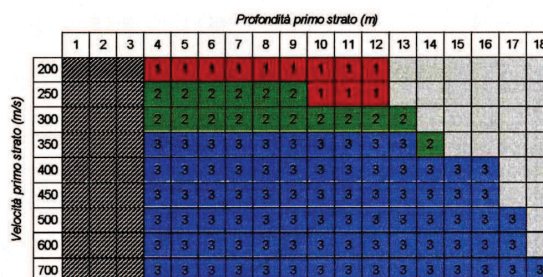 Profondità primo strato (m)
1 2 3 4 5 6 7 8 9 10 11 12 13 14 15 16 17 18
Velocità primo strato (m/s)
200 1 1 1 1 1 1 1 1 1
250 2 2 2 2 2 2 1 1 1
300 2 2 2 2 2 2 2 2 2 2
350 3 3 3 3 3 3 3 3 3 3 2
400 3 3 3 3 3 3 3 3 3 3 3 3 3
450 3 3 3 3 3 3 3 3 3 3 3 3 3
500 3 3 3 3 3 3 3 3 3 3 3 3 3 3
600 3 3 3 3 3 3 3 3 3 3 3 3 3 3
700 3 3 3 3 3 3 3 3 3 3 3 3 3 3 3